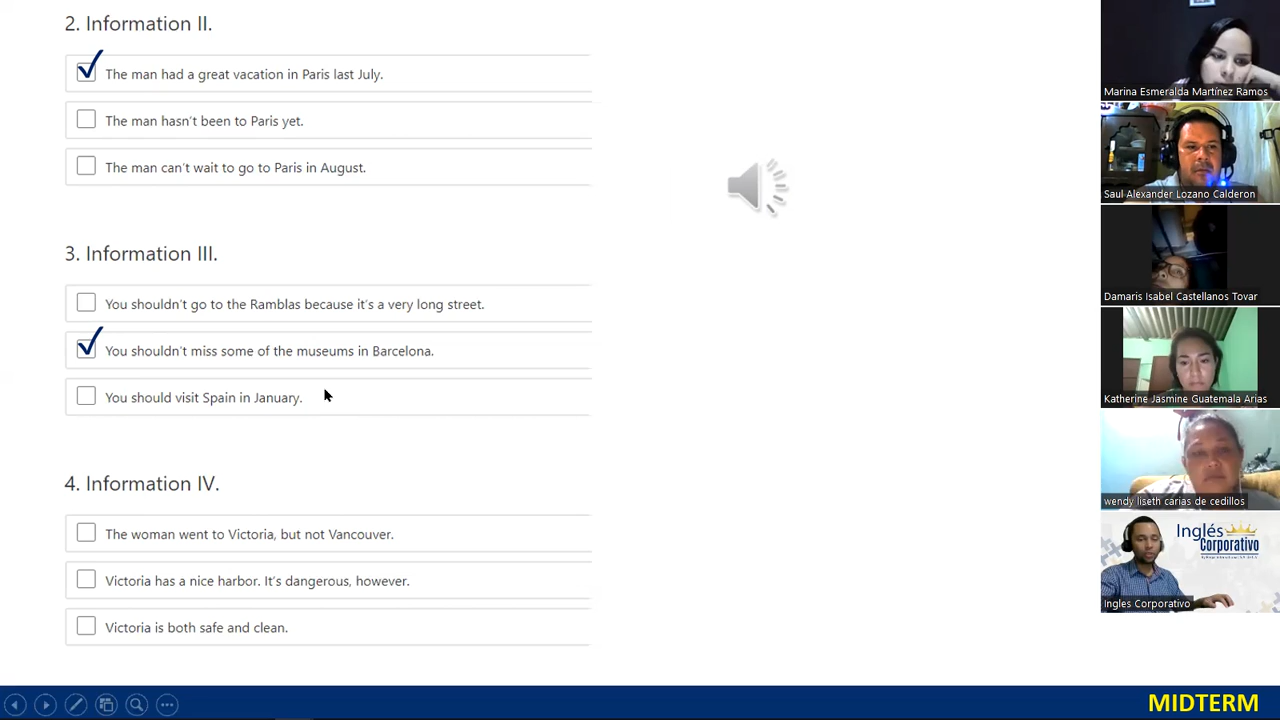 2. Information II.
The man had a great vacation in Paris last July.
The man hasn't been to Paris yet.
The man can't wait to go to Paris in August.
3. Information III.
You shouldn't go to the Ramblas because it's a very long street.
You shouldn't miss some of the museums in Barcelona.
You should visit Spain in January.
4. Information IV.
The woman went to Victoria, but not Vancouver.
Victoria has a nice harbor. It's dangerous, however.
Victoria is both safe and clean.
MIDTERM
Marina Esmeralda Martínez Ramos
Saul Alexander Lozano Calderon
Damaris Isabel Castellanos Tovar
Katherine Jasmine Guatemala Arias
wendy liseth carias de cedillos
Inglés
Corporativo
Ingles Corporativo